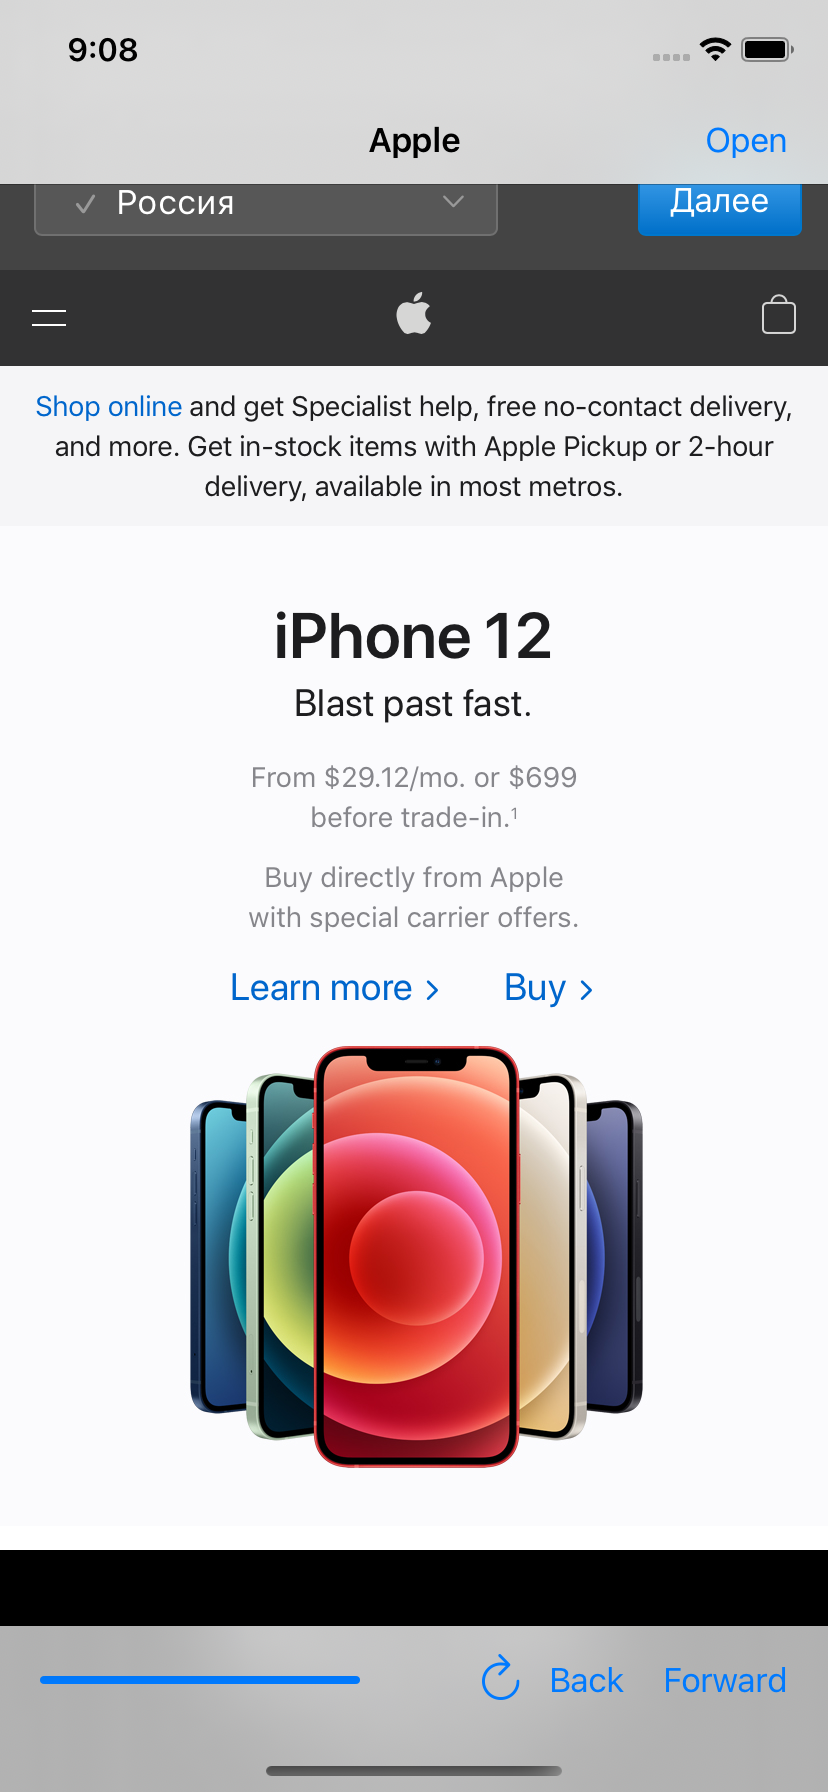 9:08
Apple
Open
Россия
Далее
Shop online and get Specialist help, free no-contact delivery,
and more. Get in-stock items with Apple Pickup or 2-hour
delivery, available in most metros.
iPhone 12
Blast past fast.
From $29.12/mo. or $699
before trade-in.¹
Buy directly from Apple
with special carrier offers.
Learn more > Buy >
Back Forward